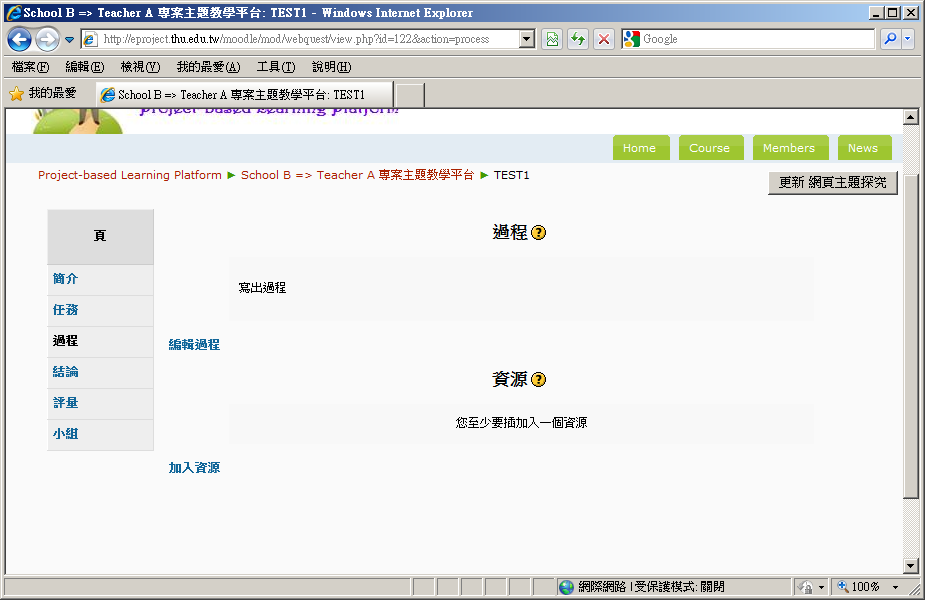 School B => Teacher A 專案主題教學平台: TEST1 - Windows Internet Explorer
http://eproject.thu.edu.tw/moodle/mod/webquest/view.php?id=122&action=process
Google
檔案(F) 編輯(E) 檢視(V) 我的最愛(A) 工具(T) 說明(H)
我的最愛 School B => Teacher A 專案主題教學平台: TEST1
Project-based Learning Platform
Home Course Members News
Project-based Learning Platform ► School B => Teacher A 專案主題教學平台 ► TEST1
更新 網頁主題探究
頁
簡介
任務
過程
結論
評量
小組
過程 ?
寫出過程
編輯過程
資源 ?
您至少要插加入一個資源
加入資源
網際網路 | 受保護模式: 關閉
100%